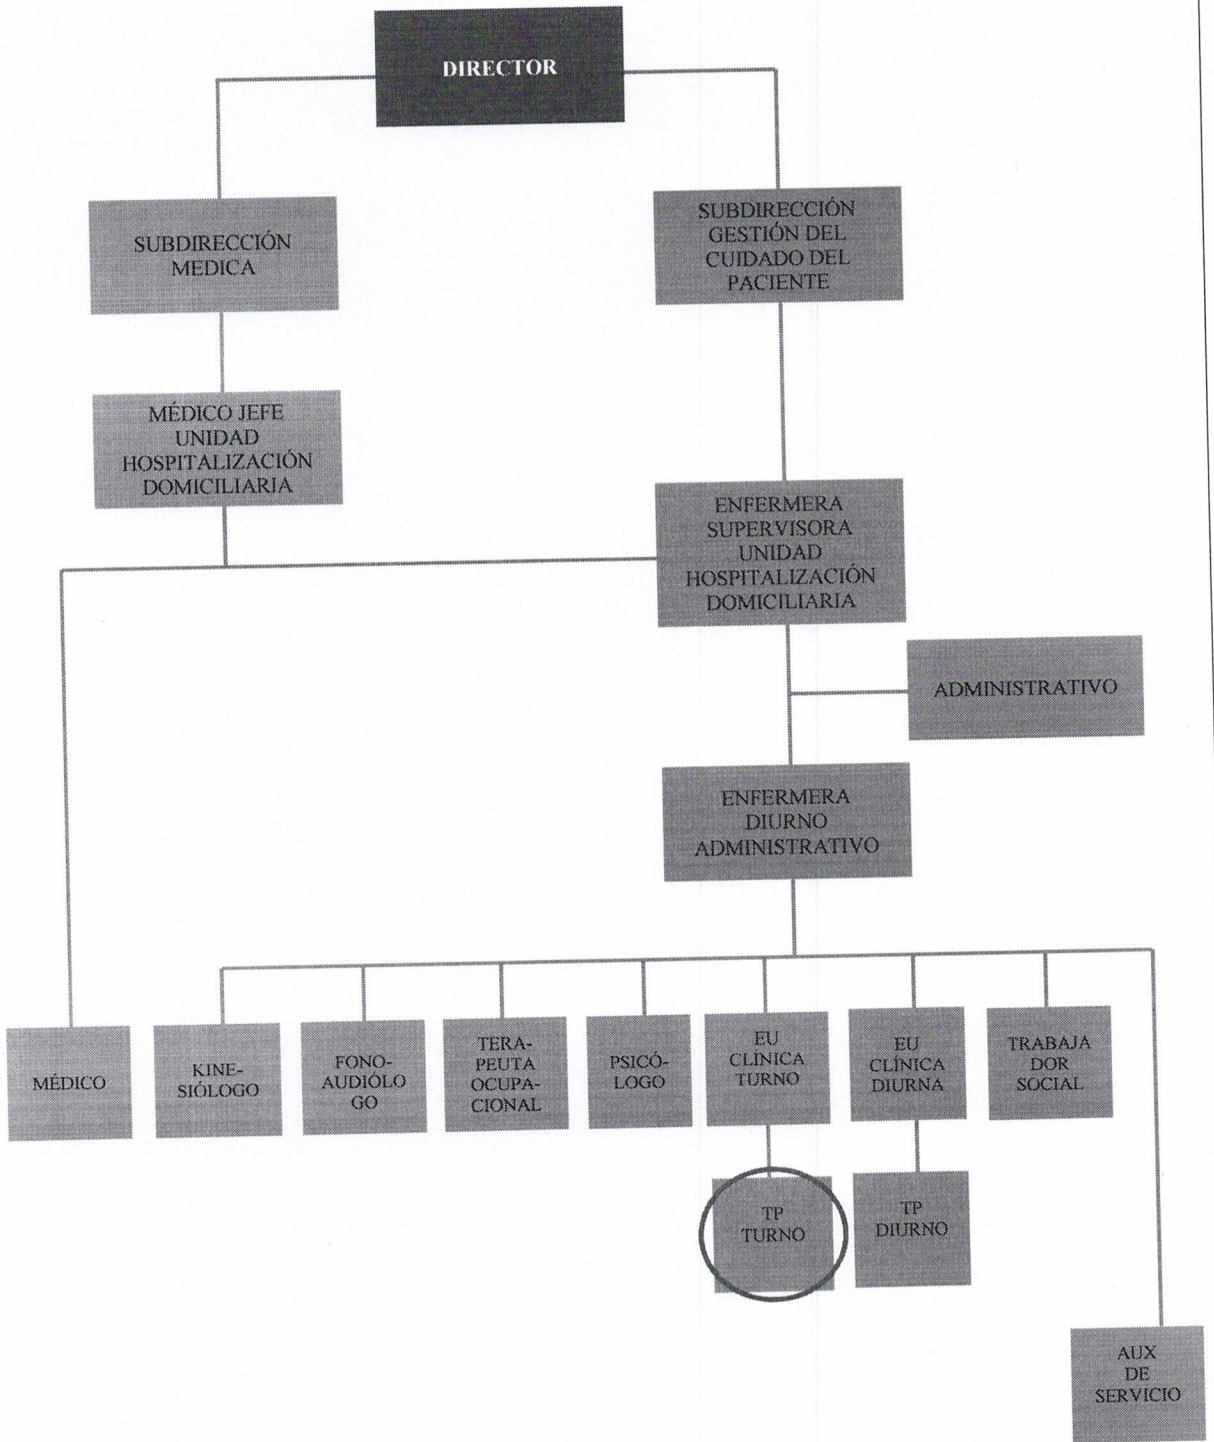 DIRECTOR
SUBDIRECCIÓN
MEDICA
SUBDIRECCIÓN
GESTIÓN DEL
CUIDADO DEL
PACIENTE
MÉDICO JEFE
UNIDAD
HOSPITALIZACIÓN
DOMICILIARIA
ENFERMERA
SUPERVISORA
UNIDAD
HOSPITALIZACIÓN
DOMICILIARIA
ADMINISTRATIVO
ENFERMERA
DIURNO
ADMINISTRATIVO
MÉDICO
KINE-
SIÓLOGO
FONO-
AUDIÓLO
GO
TERA-
PEUTA
OCUPA-
CIONAL
PSICÓ-
LOGO
EU
CLÍNICA
TURNO
EU
CLÍNICA
DIURNA
TRABAJA
DOR
SOCIAL
TP
TURNO
TP
DIURNO
AUX
DE
SERVICIO